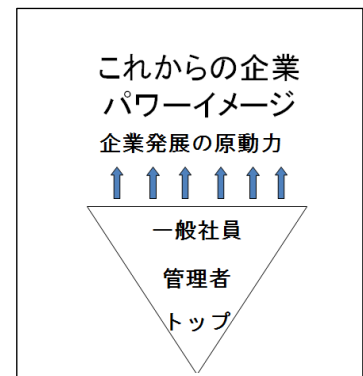 これからの企業
パワーイメージ
企業発展の原動力
一般社員
管理者
トップ